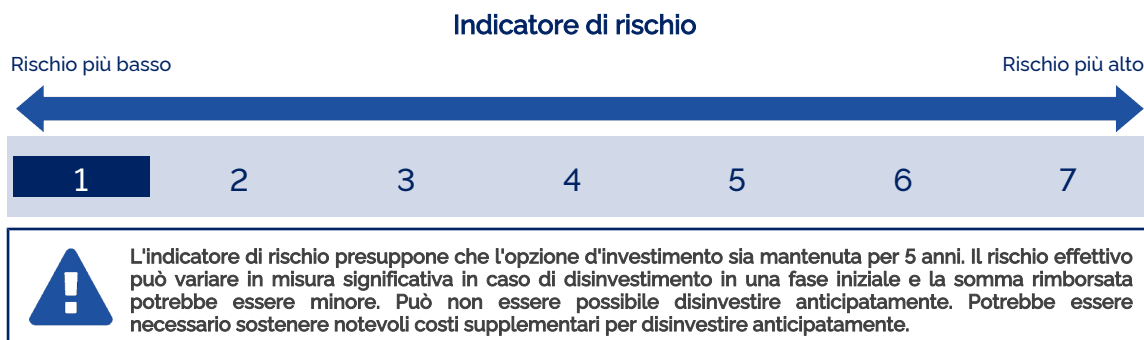 Indicatore di rischio
Rischio più basso
Rischio più alto
1 2 3 4 5 6 7
L'indicatore di rischio presuppone che l'opzione d'investimento sia mantenuta per 5 anni. Il rischio effettivo
può variare in misura significativa in caso di disinvestimento in una fase iniziale e la somma rimborsata
potrebbe essere minore. Può non essere possibile disinvestire anticipatamente. Potrebbe essere
necessario sostenere notevoli costi supplementari per disinvestire anticipatamente.